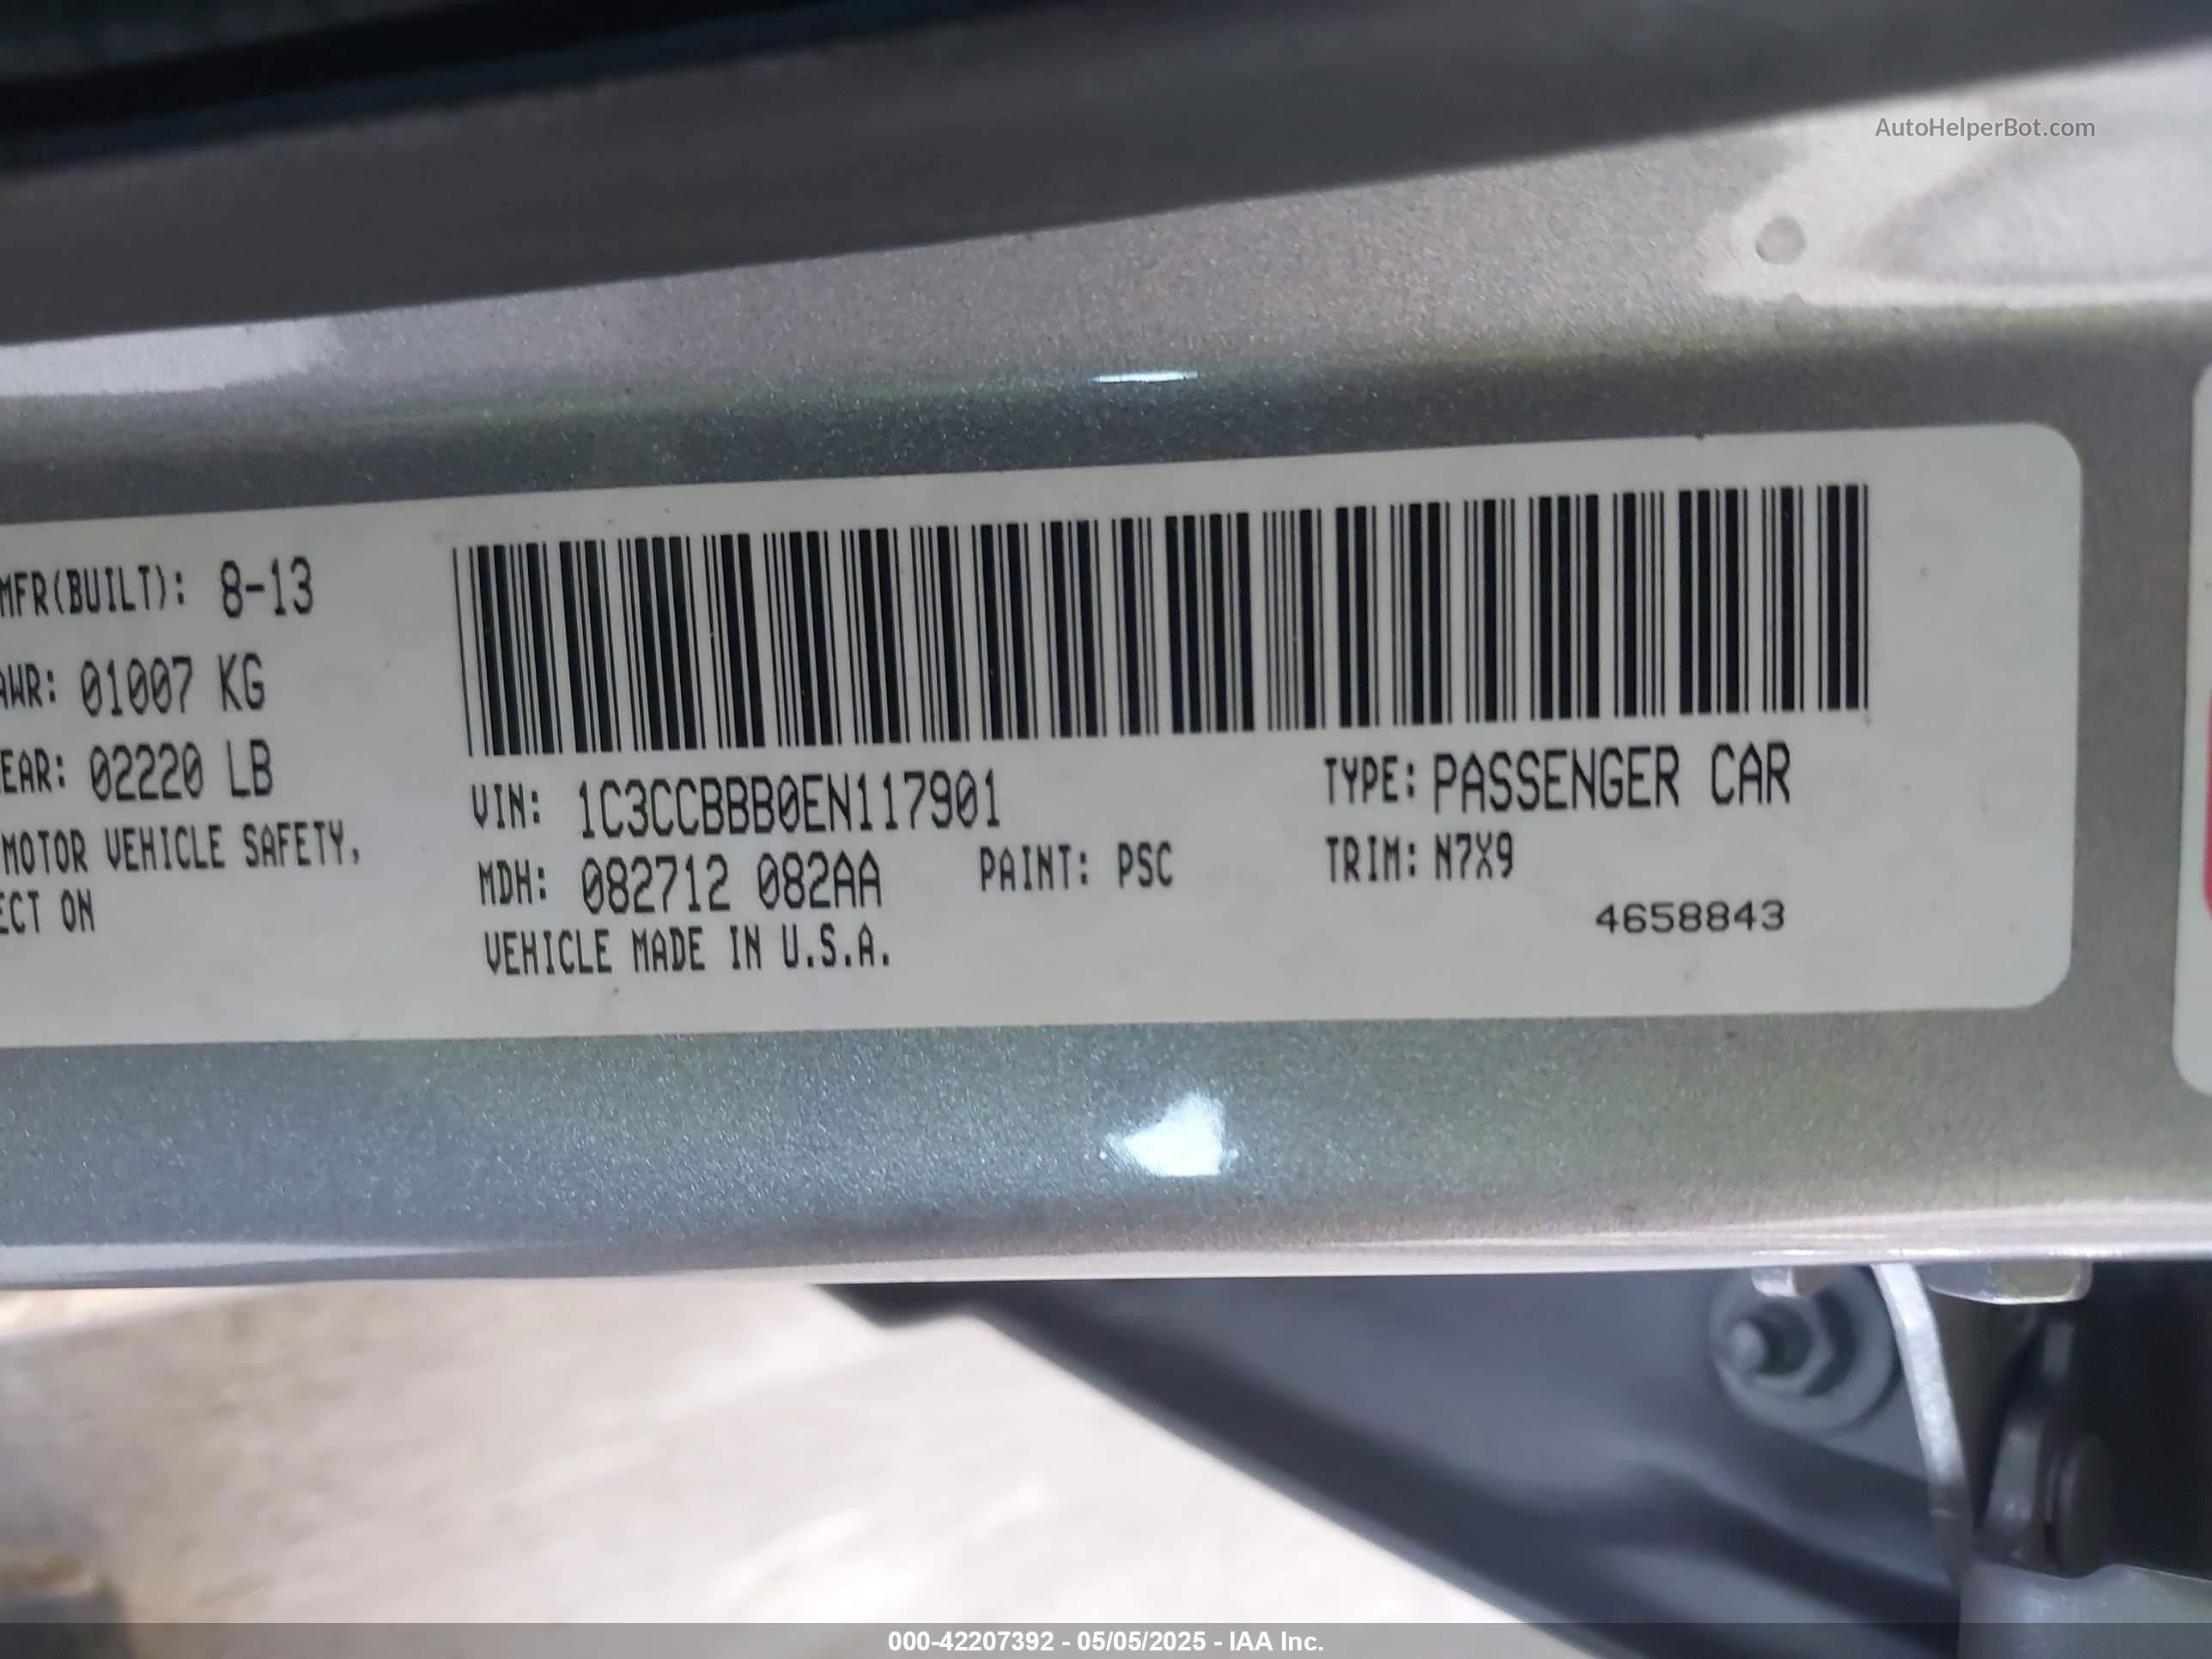 AutoHelperBot.com
MFR(BUILT): 8-13
AWR: 01007 KG
EAR: 02220 LB
MOTOR VEHICLE SAFETY,
ECT ON
VIN: 1C3CCBBB0EN117901
TYPE: PASSENGER CAR
MDH: 082712 082AA
PAINT: PSC
TRIM: N7X9
VEHICLE MADE IN U.S.A.
4658843
000-42207392 - 05/05/2025 - IAA Inc.